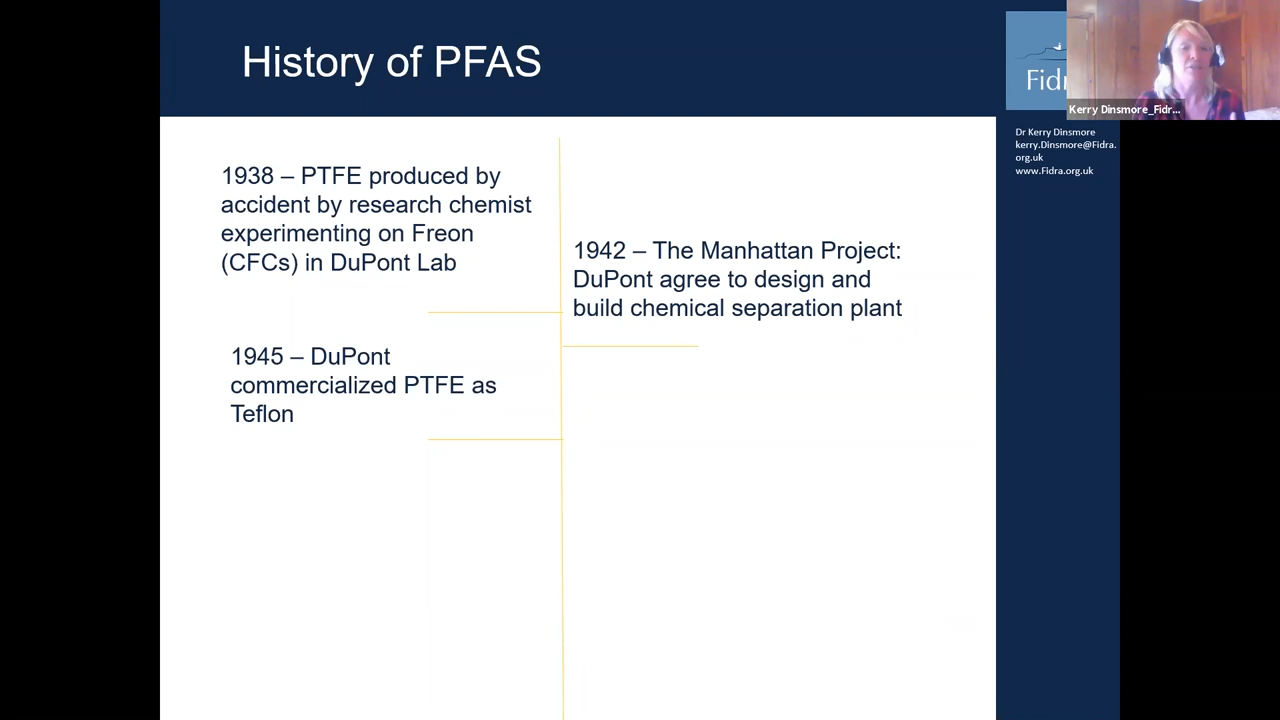 History of PFAS
1938 – PTFE produced by
accident by research chemist
experimenting on Freon
(CFCs) in DuPont Lab
1942 – The Manhattan Project:
DuPont agree to design and
build chemical separation plant
1945 – DuPont
commercialized PTFE as
Teflon
Fid
Kerry Dinsmore_Fidr...
Dr Kerry Dinsmore
kerry.Dinsmore@Fidra.
org.uk
www.Fidra.org.uk